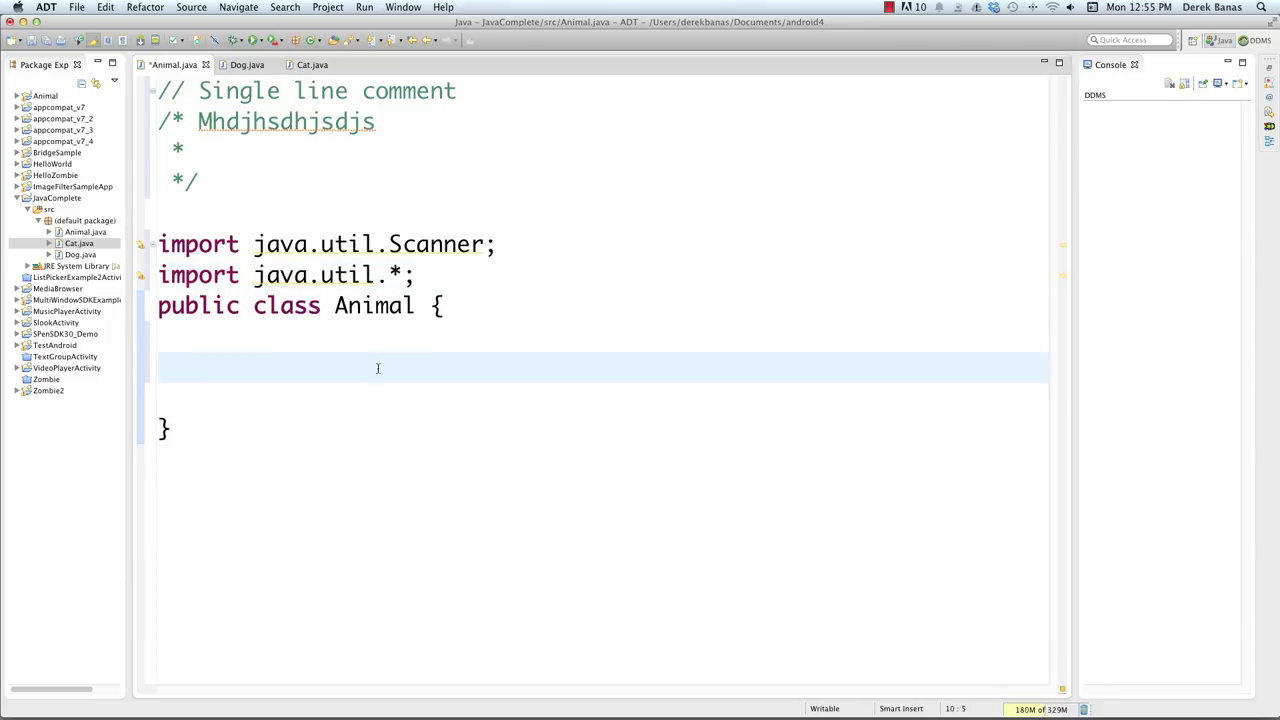 ADT File Edit Refactor Source Navigate Search Project Run Window Help
10 Mon 12:55 PM Derek Banas
Java - JavaComplete/src/Animal.java - ADT - /Users/derekbanas/Documents/android4
Quick Access Java DDMS
Package Exp
*Animal.java Dog.java Cat.java
Console
DDMS
Animal
appcompat_v7
appcompat_v7_2
appcompat_v7_3
appcompat_v7_4
BridgeSample
HelloWorld
HelloZombie
ImageFilterSampleApp
JavaComplete
src
(default package)
Animal.java
Cat.java
Dog.java
JRE System Library [Ja
ListPickerExample2Activi
MediaBrowser
MultiWindowSDKExample
MusicPlayerActivity
SlookActivity
SPenSDK30_Demo
TestAndroid
TextGroupActivity
VideoPlayerActivity
Zombie
Zombie2
// Single line comment
/* Mhdjhsdhjsdjs
*
*/
import java.util.Scanner;
import java.util.*;
public class Animal {
}
Writable Smart Insert 10 : 5 180M of 329M